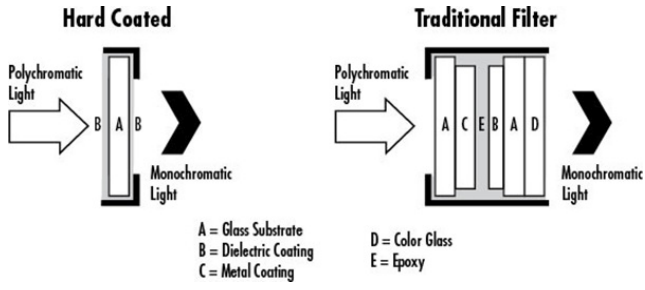 Hard Coated
Traditional Filter
Polychromatic
Light
B A B
Monochromatic
Light
Polychromatic
Light
A C E B A D
Monochromatic
Light
A = Glass Substrate
B = Dielectric Coating
C = Metal Coating
D = Color Glass
E = Epoxy